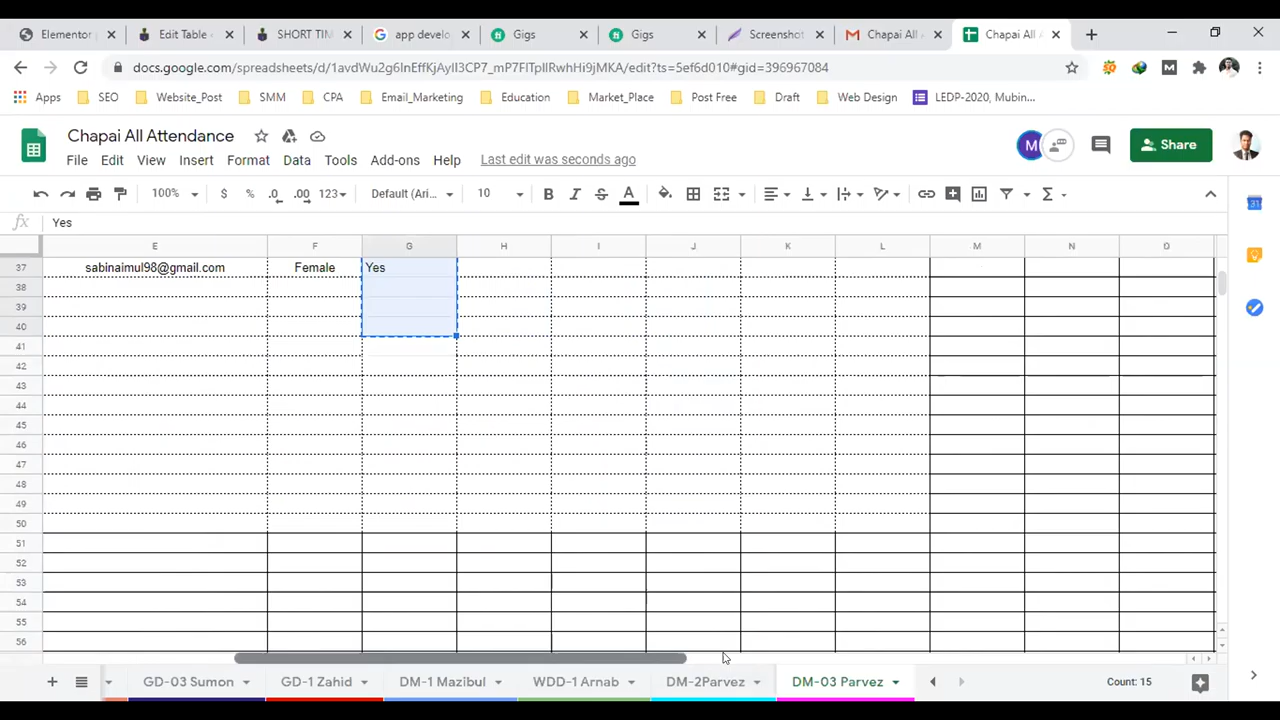 Elementor
Edit Table
SHORT TIM
app develo
Gigs
Gigs
Screenshot
Chapai All
Chapai All A
docs.google.com/spreadsheets/d/1avdWu2g6InEffKjAyII3CP7_mP7FlTplIRwhHi9jMKA/edit?ts=5ef6d010#gid=396967084
Apps SEO Website_Post SMM CPA Email_Marketing Education Market_Place Post Free Draft Web Design LEDP-2020, Mubin...
Chapai All Attendance
M
Share
File Edit View Insert Format Data Tools Add-ons Help Last edit was seconds ago
100% $ % .0 .00 123 Default (Ari... 10 B I S A
fx Yes
31
E F G H I J K L M N O
37 sabinaimul98@gmail.com Female Yes
38
39
40
41
42
43
44
45
46
47
48
49
50
51
52
53
54
55
56
GD-03 Sumon GD-1 Zahid DM-1 Mazibul WDD-1 Arnab DM-2Parvez DM-03 Parvez Count: 15